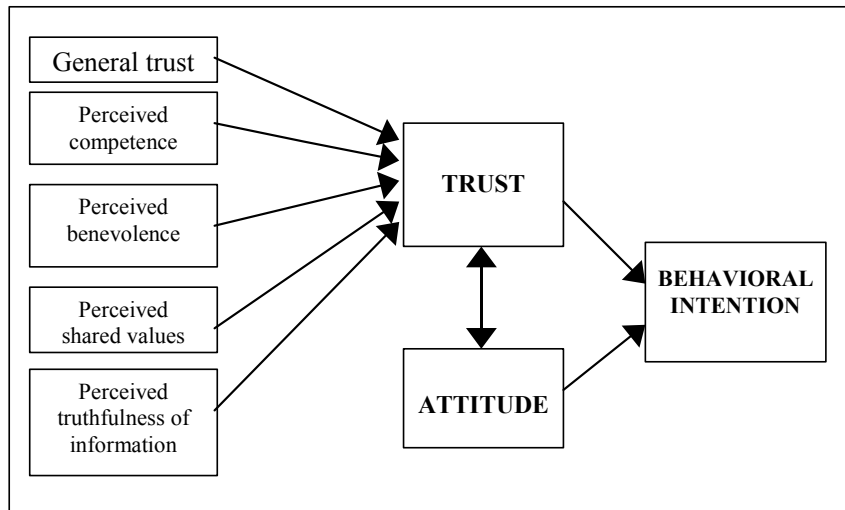 General trust
Perceived
competence
Perceived
benevolence
Perceived
shared values
Perceived
truthfulness of
information
TRUST
ATTITUDE
BEHAVIORAL
INTENTION